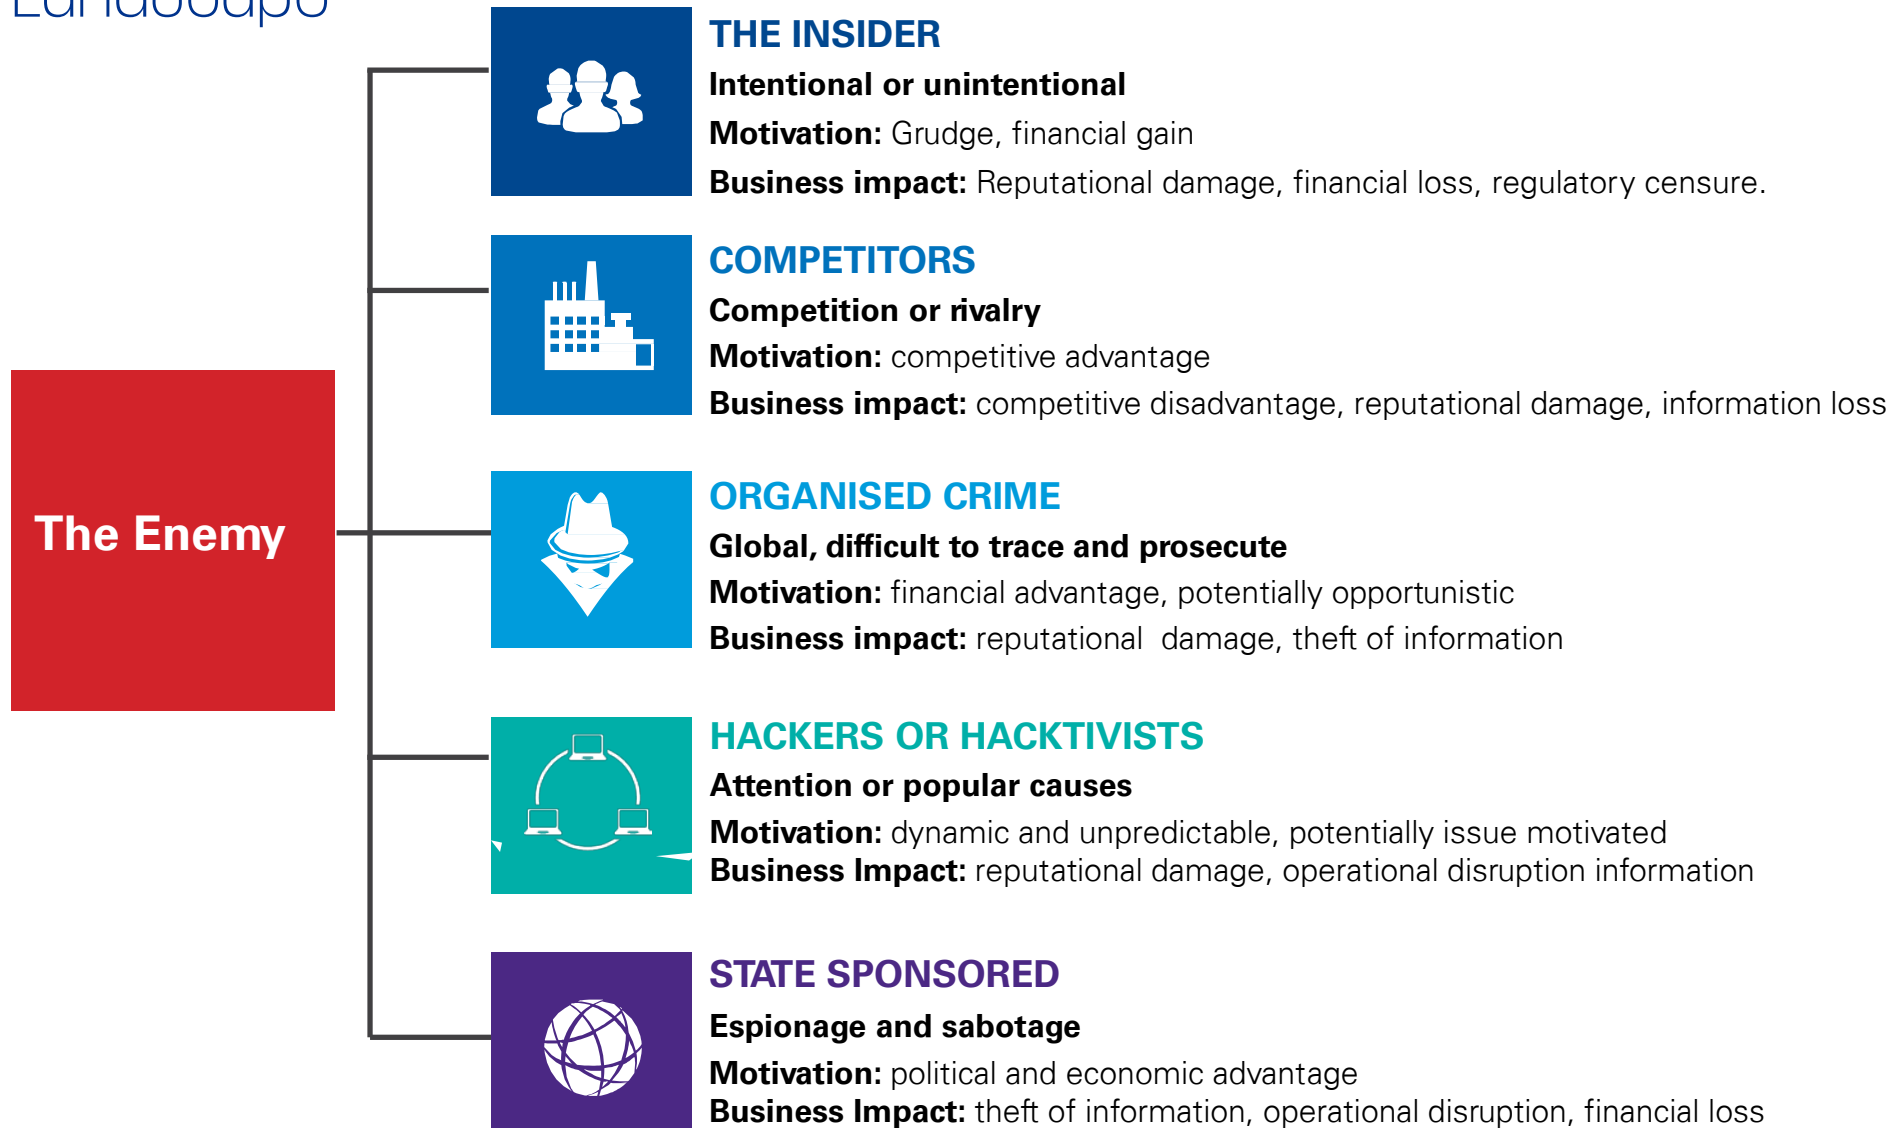 THE INSIDER
Intentional or unintentional
Motivation: Grudge, financial gain
Business impact: Reputational damage, financial loss, regulatory censure.
COMPETITORS
Competition or rivalry
Motivation: competitive advantage
Business impact: competitive disadvantage, reputational damage, information loss
The Enemy
ORGANISED CRIME
Global, difficult to trace and prosecute
Motivation: financial advantage, potentially opportunistic
Business impact: reputational damage, theft of information
HACKERS OR HACKTIVISTS
Attention or popular causes
Motivation: dynamic and unpredictable, potentially issue motivated
Business Impact: reputational damage, operational disruption information
STATE SPONSORED
Espionage and sabotage
Motivation: political and economic advantage
Business Impact: theft of information, operational disruption, financial loss